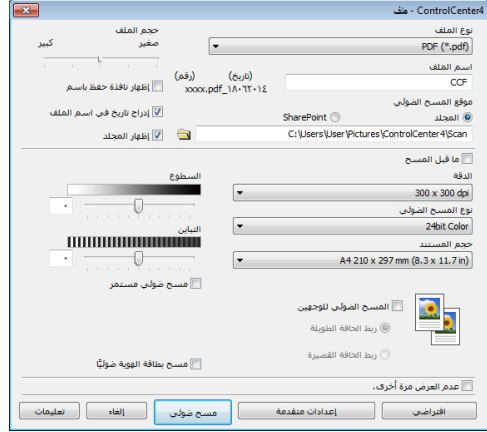 ControlCenter4 - ملف
نوع الملف
PDF (*.pdf)
حجم الملف
صغير
كبير
اسم الملف
CCF
(تاريخ)
(رقم)
xxxx.pdf_١٨٠٦٢٠١٤
إظهار نافذة حفظ باسم
موقع المسح الضوئي
المجلد
SharePoint
إدراج تاريخ في اسم الملف
C:\Users\User\Pictures\ControlCenter4\Scan
إظهار المجلد
ما قبل المسح
الدقة
300 x 300 dpi
السطوع
نوع المسح الضوئي
24bit Color
التباين
حجم المستند
A4 210 x 297 mm (8.3 x 11.7 in)
مسح ضوئي مستمر
المسح الضوئي للوجهين
ربط الحافة الطويلة
ربط الحافة القصيرة
مسح بطاقة الهوية ضوئيًا
عدم العرض مرة أخرى.
افتراضي
إعدادات متقدمة
مسح ضوئي
إلغاء
تعليمات